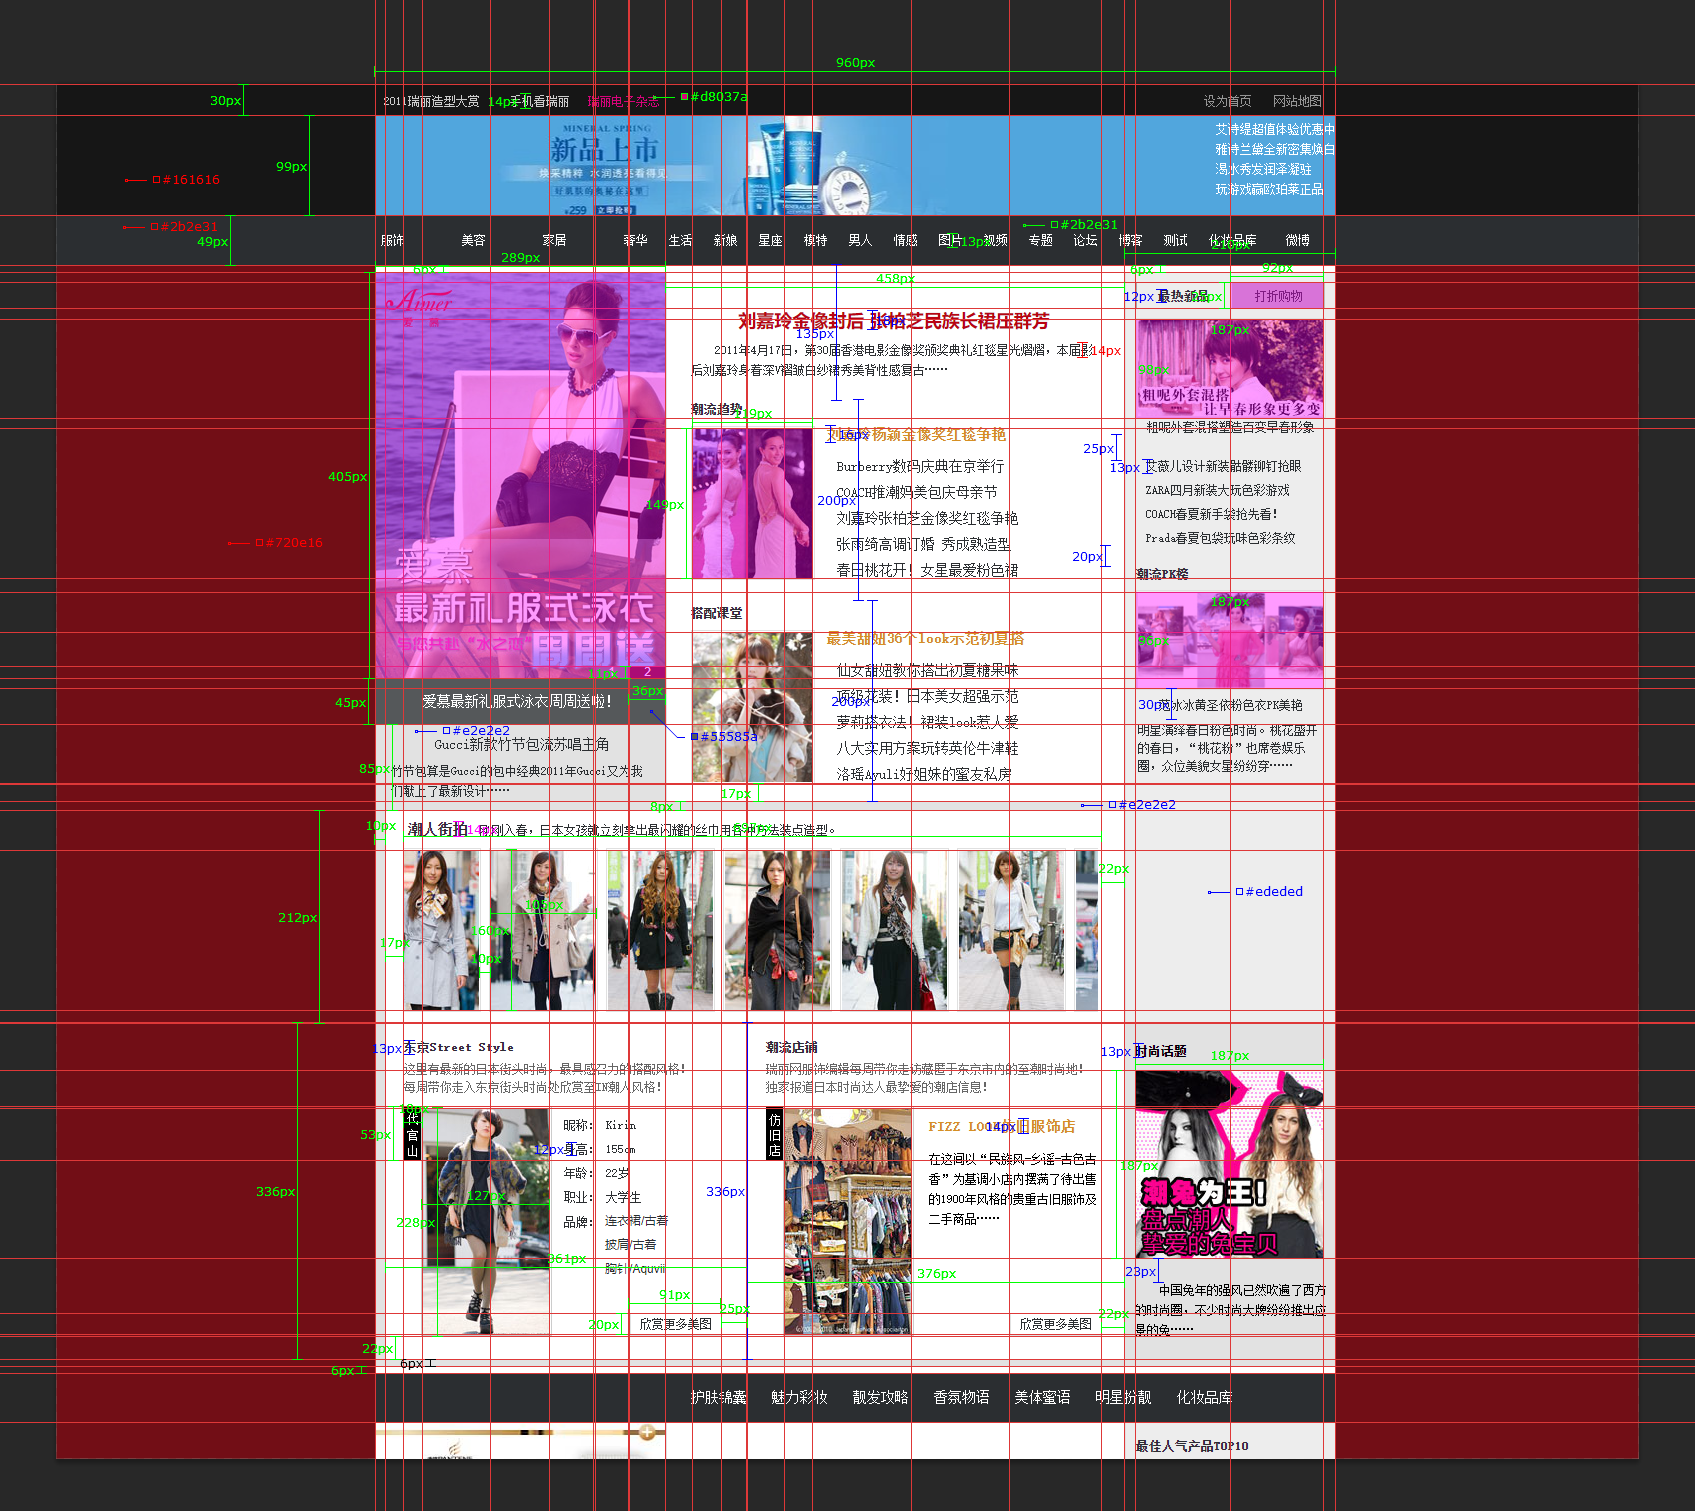 960px
30px
2011瑞丽造型大赏
14px
手机看瑞丽
瑞丽电子杂志
#d8037a
设为首页
网站地图
99px
#161616
MINERAL SPRING
新品上市
焕采精粹 水润透亮看得见
好肌肤的奥秘在这里
¥259 立即抢购
艾诗缇超值体验优惠中
雅诗兰黛全新密集焕白
渴水秀发润泽凝驻
玩游戏赢欧珀莱正品
#2b2e31
49px
#2b2e31
服饰
美容
家居
奢华
生活
新娘
星座
模特
男人
情感
图片
13px
视频
专题
论坛
博客
测试
化妆品库
微博
210px
289px
6px
458px
6px
92px
Aimer
爱 慕
12px
最热新品
打折购物
刘嘉玲金像封后 张柏芝民族长裙压群芳
135px
187px
2011年4月17日，第30届香港电影金像奖颁奖典礼红毯星光熠熠，本届影
后刘嘉玲身着深V褶皱白纱裙秀美背性感复古……
14px
粗呢外套混搭
让早春形象更多变
粗呢外套混搭塑造百变早春形象
潮流趋势
119px
16px
刘嘉玲杨颖金像奖红毯争艳
25px
13px
Burberry数码庆典在京举行
COACH推潮妈美包庆母亲节
刘嘉玲张柏芝金像奖红毯争艳
张雨绮高调订婚 秀成熟造型
春日桃花开！女星最爱粉色裙
405px
149px
200px
20px
艾薇儿设计新装骷髅铆钉抢眼
ZARA四月新装大玩色彩游戏
COACH春夏新手袋抢先看！
Prada春夏包袋玩味色彩条纹
#720e16
潮流PK榜
187px
爱慕
最新礼服式泳衣
与您共赴“水之恋”
周周送
11px
2
搭配课堂
最美甜妞36个look示范初夏搭
仙女甜妞教你搭出初夏糖果味
顶级花装！日本美女超强示范
萝莉搭衣法！裙装look惹人爱
八大实用方案玩转英伦牛津鞋
洛瑶Ayuli好姐妹的蜜友私房
200px
45px
36px
爱慕最新礼服式泳衣周周送啦！
#55585a
#e2e2e2
Gucci新款竹节包流苏唱主角
85px
竹节包算是Gucci的包中经典2011年Gucci又为我
们献上了最新设计……
30px
范冰冰黄圣依粉色衣PK美艳
明星演绎春日粉色时尚。桃花盛开
的春日，“桃花粉”也席卷娱乐
圈，众位美貌女星纷纷穿……
17px
8px
#e2e2e2
10px
潮人街拍
14px
刚刚入春，日本女孩就立刻拿出最闪耀的丝巾用各种方法装点造型。
22px
#ededed
212px
17px
160px
10px
13px
东京Street Style
这里有最新的日本街头时尚，最具感召力的搭配风格！
每周带你走入东京街头时尚处欣赏至IN潮人风格！
潮流店铺
瑞丽网服饰编辑每周带你走访藏匿于东京市内的至潮时尚地！
独家报道日本时尚达人最挚爱的潮店信息！
13px
时尚话题
187px
代官山
53px
昵称： Kirin
12px
身高： 155cm
年龄： 22岁
职业： 大学生
品牌： 连衣裙/古着
披肩/古着
胸针/Aquvii
336px
127px
228px
361px
336px
仿旧店
FIZZ LOOK仿旧服饰店
14px
在这间以“民族风-乡谣-古色古
香”为基调小店内摆满了待出售
的1900年风格的贵重古旧服饰及
二手商品……
376px
187px
潮兔为王！
盘点潮人
挚爱的兔宝贝
23px
中国兔年的强风已然吹遍了西方
的时尚圈，不少时尚大牌纷纷推出应
景的兔……
91px
25px
20px
欣赏更多美图
欣赏更多美图
22px
22px
6px
6px
护肤锦囊
魅力彩妆
靓发攻略
香氛物语
美体蜜语
明星扮靓
化妆品库
最佳人气产品TOP10